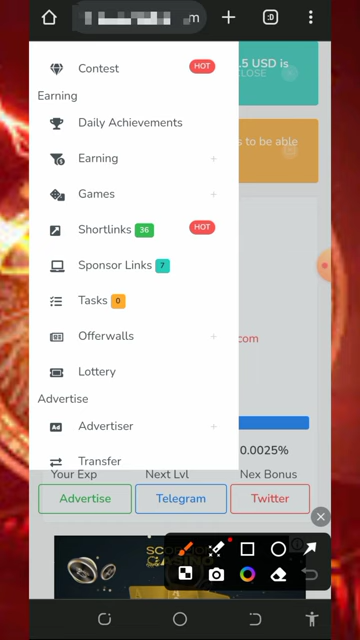 m
:D
Contest HOT
.5 USD is
CLOSE
Earning
Daily Achievements
s to be able
Earning +
Games +
Shortlinks 36 HOT
Sponsor Links 7
Tasks 0
Offerwalls +
.com
Lottery
Advertise
Ad Advertiser +
0.0025%
Transfer
Your Exp Next Lvl Nex Bonus
Advertise Telegram Twitter